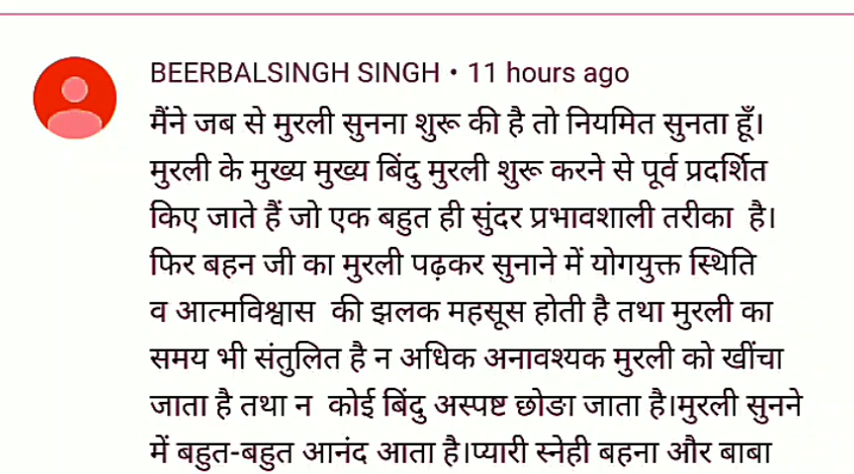 BEERBALSINGH SINGH • 11 hours ago
मैंने जब से मुरली सुनना शुरू की है तो नियमित सुनता हूँ।
मुरली के मुख्य मुख्य बिंदु मुरली शुरू करने से पूर्व प्रदर्शित
किए जाते हैं जो एक बहुत ही सुंदर प्रभावशाली तरीका है।
फिर बहन जी का मुरली पढ़कर सुनाने में योगयुक्त स्थिति
व आत्मविश्वास की झलक महसूस होती है तथा मुरली का
समय भी संतुलित है न अधिक अनावश्यक मुरली को खींचा
जाता है तथा न कोई बिंदु अस्पष्ट छोङा जाता है।मुरली सुनने
में बहुत-बहुत आनंद आता है।प्यारी स्नेही बहना और बाबा